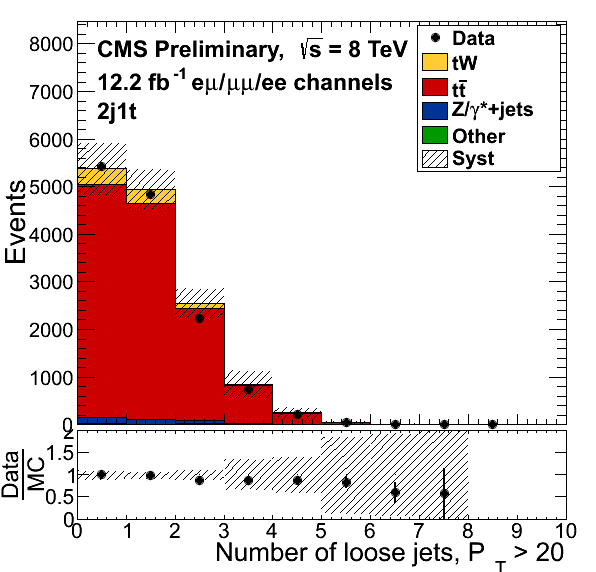 CMS Preliminary, √s = 8 TeV
12.2 fb⁻¹ eμ/μμ/ee channels
2j1t
Data
tW
tt̄
Z/γ*+jets
Other
Syst
Events
8000
7000
6000
5000
4000
3000
2000
1000
0
Data
MC
2
1.5
1
0.5
0
0 1 2 3 4 5 6 7 8 9 10
Number of loose jets, P_T > 20